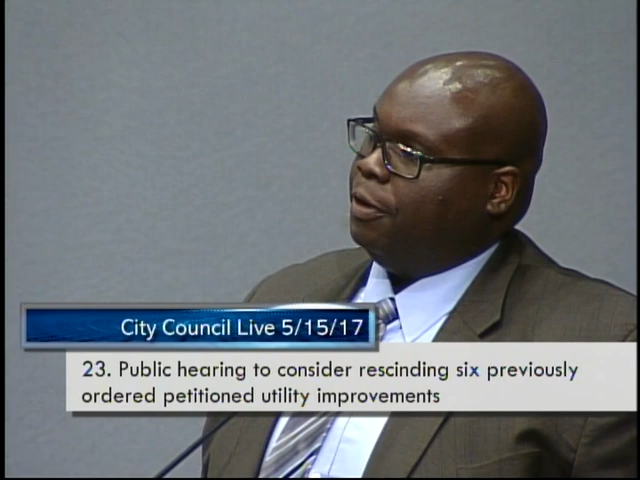 City Council Live 5/15/17
23. Public hearing to consider rescinding six previously
ordered petitioned utility improvements